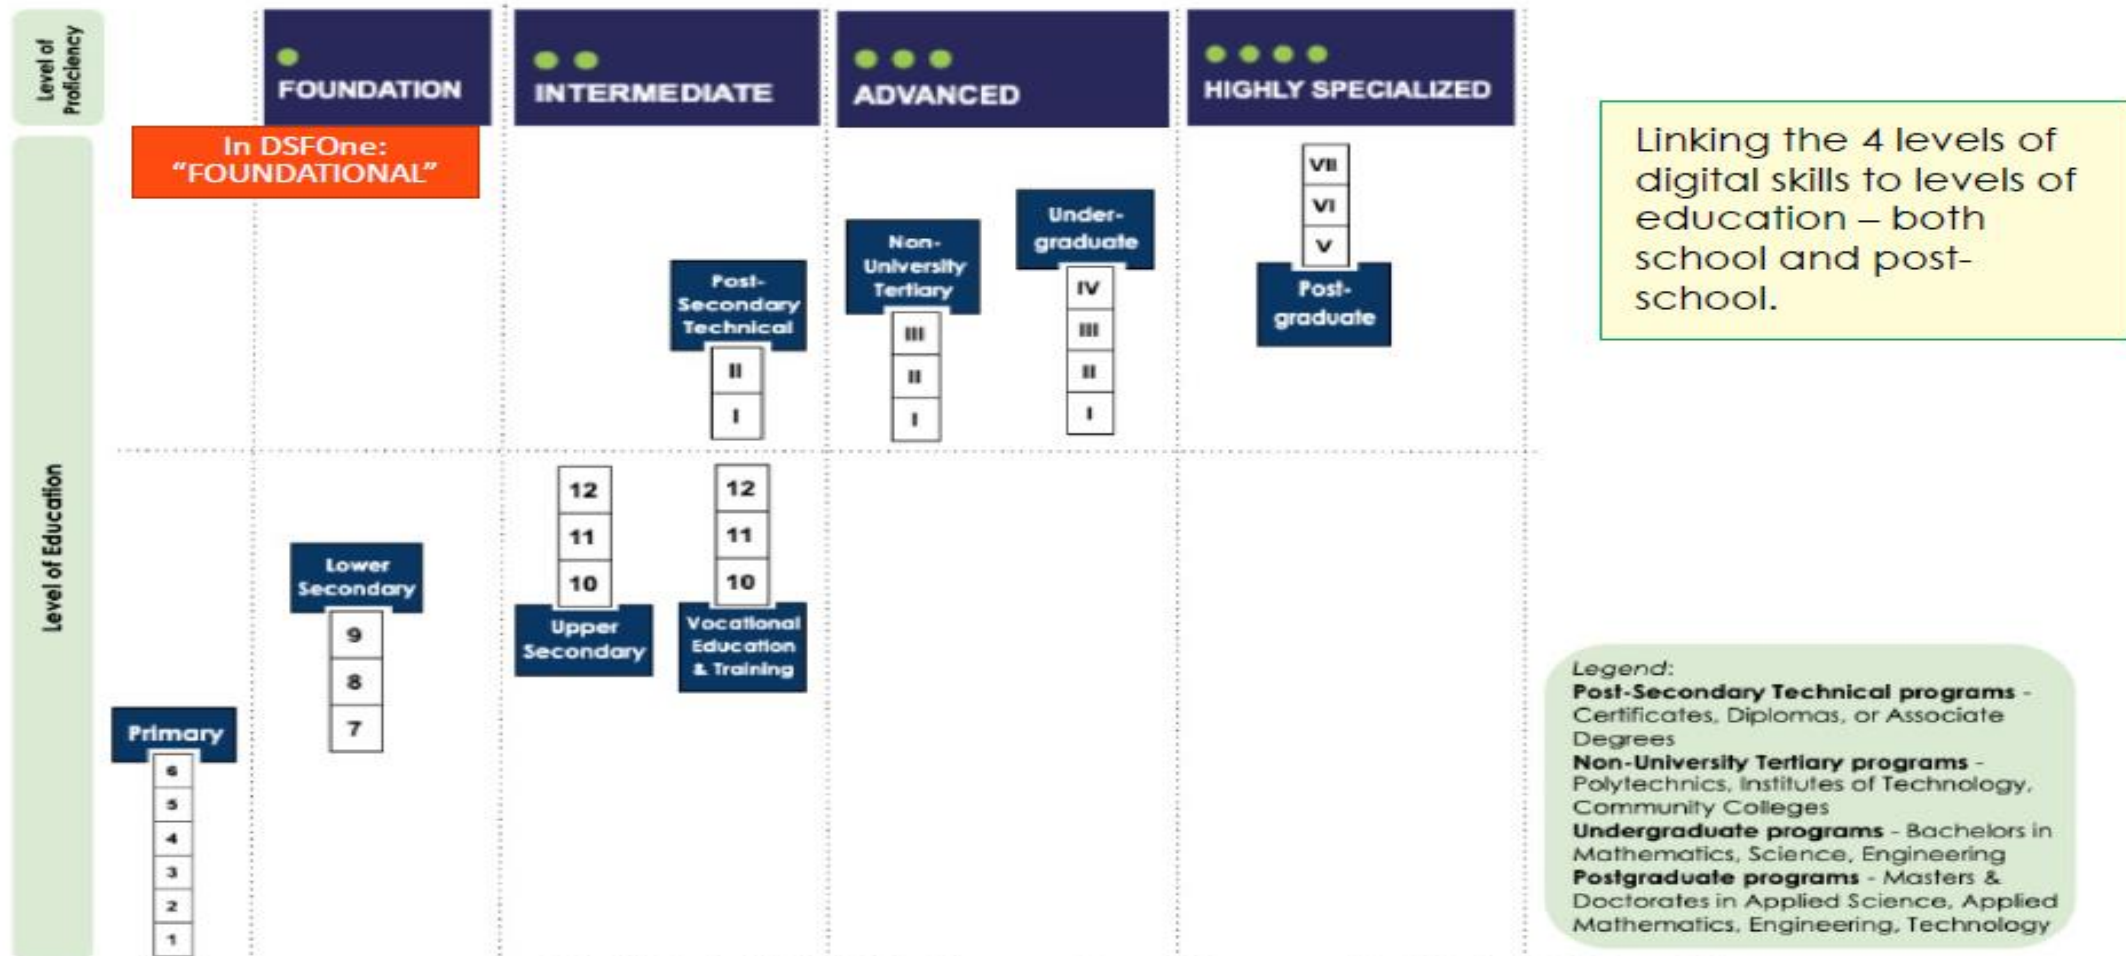 Level of
Proficiency
FOUNDATION
INTERMEDIATE
ADVANCED
HIGHLY SPECIALIZED
In DSFOne:
“FOUNDATIONAL”
Linking the 4 levels of
digital skills to levels of
education – both
school and post-
school.
Level of Education
Post-
Secondary
Technical
II
I
Non-
University
Tertiary
III
II
I
Under-
graduate
IV
III
II
I
VII
VI
V
Post-
graduate
Primary
6
5
4
3
2
1
Lower
Secondary
9
8
7
12
11
10
Upper
Secondary
12
11
10
Vocational
Education
& Training
Legend:
Post-Secondary Technical programs -
Certificates, Diplomas, or Associate
Degrees
Non-University Tertiary programs -
Polytechnics, Institutes of Technology,
Community Colleges
Undergraduate programs - Bachelors in
Mathematics, Science, Engineering
Postgraduate programs - Masters &
Doctorates in Applied Science, Applied
Mathematics, Engineering, Technology